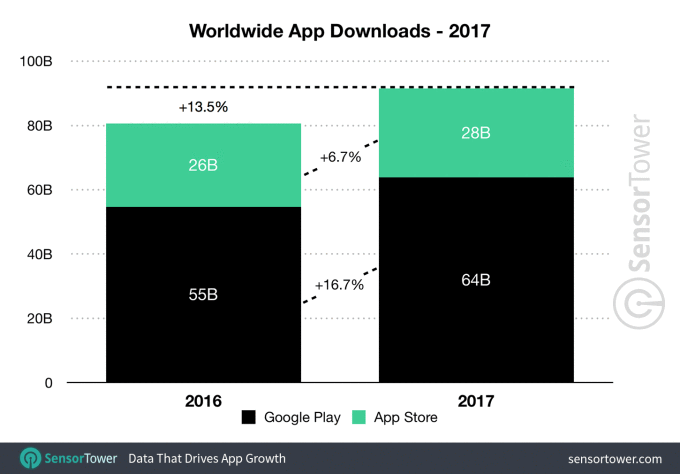 Worldwide App Downloads - 2017
100B
+13.5%
80B
26B
28B
+6.7%
60B
40B
55B
+16.7%
64B
20B
0
2016
2017
Google Play
App Store
SensorTower
SensorTower
Data That Drives App Growth
sensortower.com